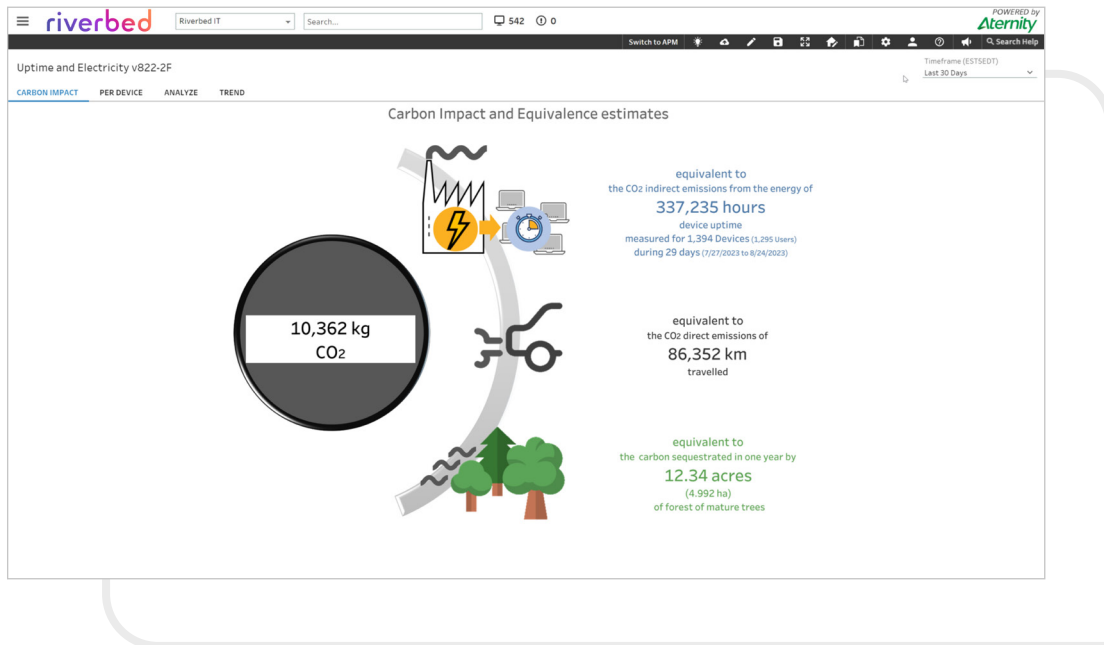 riverbed
Riverbed IT
Search...
542
0
POWERED by
Aternity
Switch to APM
Search Help
Uptime and Electricity v822-2F
Timeframe (ESTSEDT)
Last 30 Days
CARBON IMPACT PER DEVICE ANALYZE TREND
Carbon Impact and Equivalence estimates
10,362 kg
CO2
equivalent to
the CO2 indirect emissions from the energy of
337,235 hours
device uptime
measured for 1,394 Devices (1,295 Users)
during 29 days (7/27/2023 to 8/24/2023)
equivalent to
the CO2 direct emissions of
86,352 km
travelled
equivalent to
the carbon sequestrated in one year by
12.34 acres
(4.992 ha)
of forest of mature trees